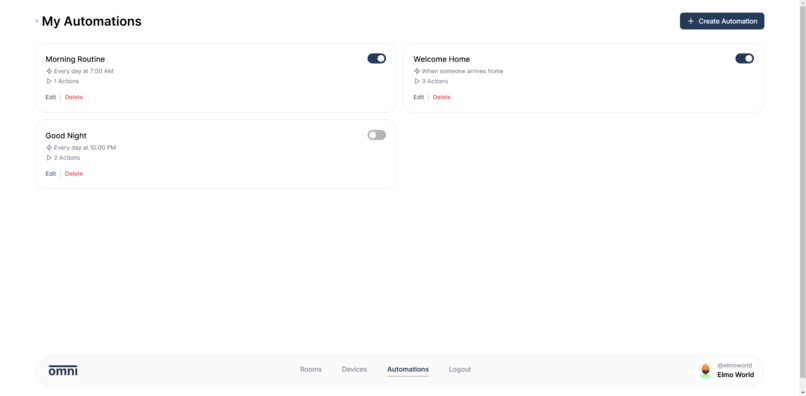 My Automations
Create Automation
Morning Routine
Every day at 7:00 AM
1 Actions
Edit
Delete
Welcome Home
When someone arrives home
3 Actions
Edit
Delete
Good Night
Every day at 10:00 PM
2 Actions
Edit
Delete
omni
Rooms
Devices
Automations
Logout
@elmoworld
Elmo World